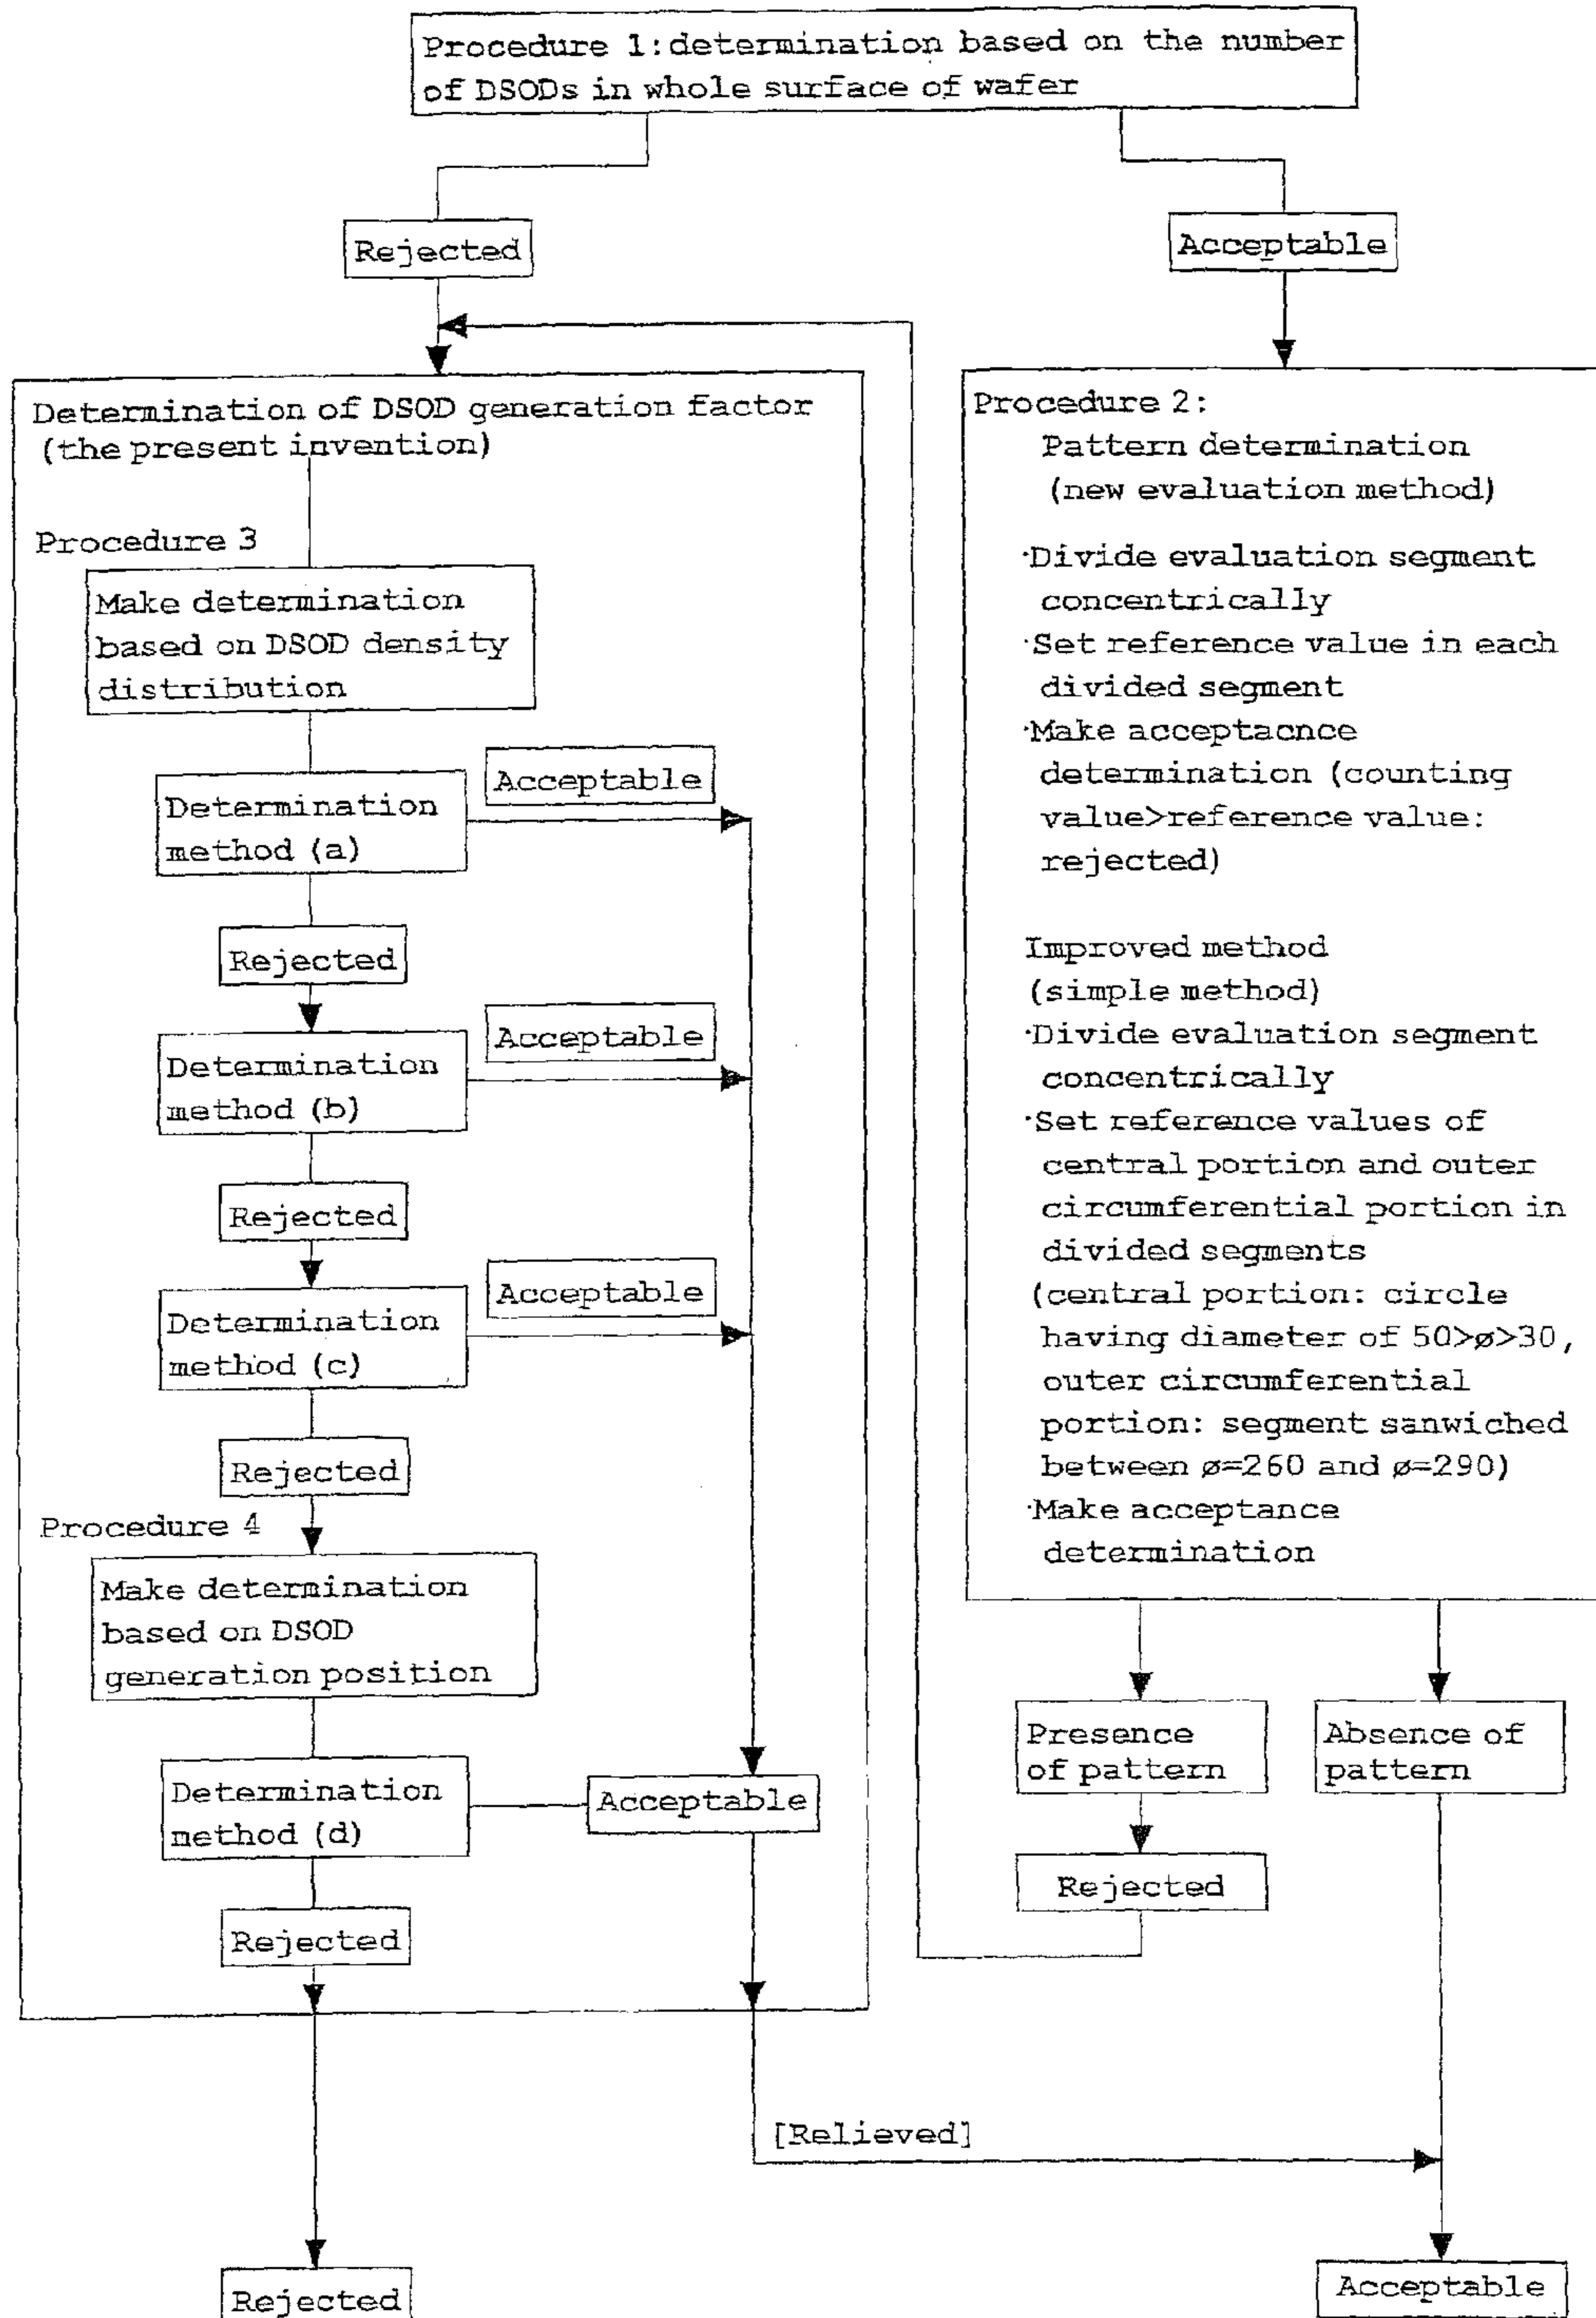 Procedure 1:determination based on the number
of DSODs in whole surface of wafer
Rejected
Acceptable
Determination of DSOD generation factor
(the present invention)
Procedure 3
Make determination
based on DSOD density
distribution
Determination
method (a)
Acceptable
Rejected
Determination
method (b)
Acceptable
Rejected
Determination
method (c)
Acceptable
Rejected
Procedure 4
Make determination
based on DSOD
generation position
Determination
method (d)
Acceptable
Rejected
Procedure 2:
Pattern determination
(new evaluation method)
·Divide evaluation segment
concentrically
·Set reference value in each
divided segment
·Make acceptacnce
determination (counting
value>reference value:
rejected)
Improved method
(simple method)
·Divide evaluation segment
concentrically
·Set reference values of
central portion and outer
circumferential portion in
divided segments
(central portion: circle
having diameter of 50>ø>30,
outer circumferential
portion: segment sanwiched
between ø=260 and ø=290)
·Make acceptance
determination
Presence
of pattern
Absence of
pattern
Rejected
[Relieved]
Rejected
Acceptable